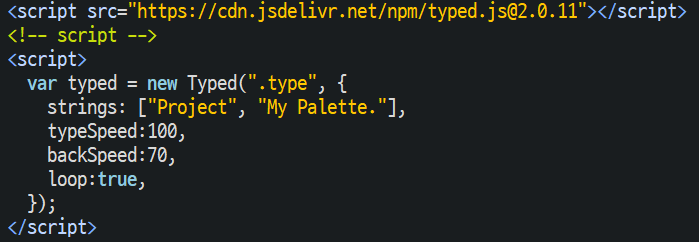 <script src="https://cdn.jsdelivr.net/npm/typed.js@2.0.11"></script>
<!-- script -->
<script>
  var typed = new Typed(".type", {
    strings: ["Project", "My Palette."],
    typeSpeed:100,
    backSpeed:70,
    loop:true,
  });
</script>